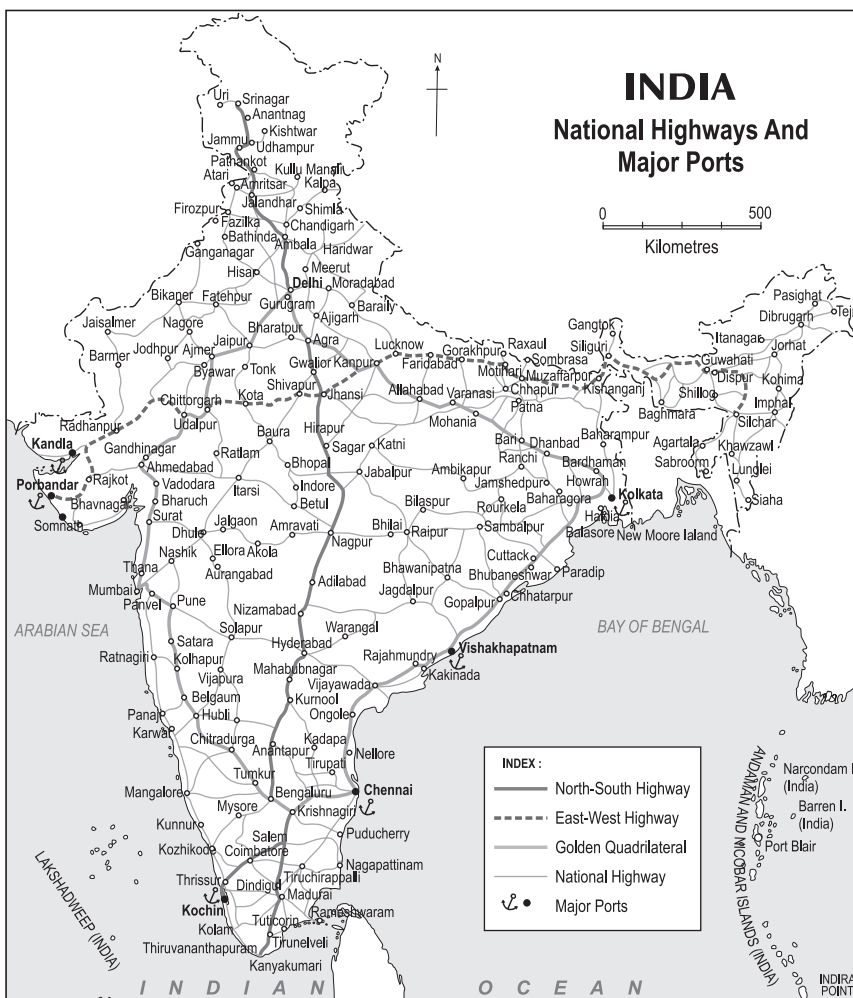 INDIA
National Highways And
Major Ports
N
0
500
Kilometres
Uri
Srinagar
Anantnag
Kishtwar
Jammu
Udhampur
Pathankot
Kullu
Atari
Amritsar
Kalpa
Jalandhar
Firozpur
Shimla
Fazilka
Chandigarh
Bathinda
Ambala
Ganganagar
Haridwar
Hisar
Meerut
Delhi
Moradabad
Bikaner
Fatehpur
Gurugram
Baraily
Pasighat
Jaisalmer
Nagore
Bharatpur
Ajigarh
Gangtok
Dibrugarh
Tej
Jaipur
Agra
Lucknow
Raxaul
Siliguri
Itanagar
Barmer
Jodhpur
Ajmer
Gorakhpur
Sombrasa
Guwahati
Jorhat
Byawar
Tonk
Gwalior
Kanpur
Faridabad
Motihari
Muzaffarpur
Dispur
Shivapur
Chhapar
Kishanganj
Shillog
Kohima
Chittorgarh
Kota
Jhansi
Allahabad
Varanasi
Patna
Baghmara
Imphal
Radhanpur
Udalpur
Mohania
Silchar
Kandla
Gandhinagar
Baura
Hirapur
Bari
Dhanbad
Baharampur
Agartala
Khawzawl
Ahmedabad
Ratlam
Bhopal
Sagar
Katni
Ranchi
Bardhaman
Sabroorm
Porbandar
Rajkot
Vadodara
Indore
Jabalpur
Ambikapur
Jamshedpur
Howrah
Lunglei
Bhavnagar
Bharuch
Itarsi
Betul
Baharagora
Kolkata
Siaha
Somnath
Surat
Jalgaon
Amravati
Bilaspur
Rourkela
Haldia
Dhule
Nagpur
Bhilai
Raipur
Sambalpur
Balasore
New Moore Ialand
Nashik
Ellora
Akola
Cuttack
Thana
Aurangabad
Adilabad
Bhawanipatna
Bhubaneshwar
Paradip
Mumbai
Panvel
Pune
Nizamabad
Jagdalpur
Gopalpur
Chhatarpur
ARABIAN SEA
Solapur
Warangal
BAY OF BENGAL
Satara
Hyderabad
Vishakhapatnam
Ratnagiri
Kolhapur
Mahabubnagar
Rajahmundry
Kakinada
Vijapura
Vijayawada
Belgaum
Kurnool
Panaji
Hubli
Ongole
Karwar
Chitradurga
Anantapur
Kadapa
Nellore
Tumkur
Tirupati
Mangalore
Bengaluru
Chennai
Mysore
Krishnagiri
Kunnur
Salem
Puducherry
Kozhikode
Coimbatore
Nagapattinam
Thrissur
Dindigul
Tiruchirappalli
Kochin
Madurai
Kolam
Tuticorin
Rameshwaram
Thiruvananthapuram
Tirunelveli
Kanyakumari
LAKSHADWEEP (INDIA)
INDEX :
North-South Highway
East-West Highway
Golden Quadrilateral
National Highway
Major Ports
ANDAMAN AND NICOBAR ISLANDS (INDIA)
Narcondam I
(India)
Barren I.
(India)
Port Blair
INDIRA
POINT
INDIAN OCEAN